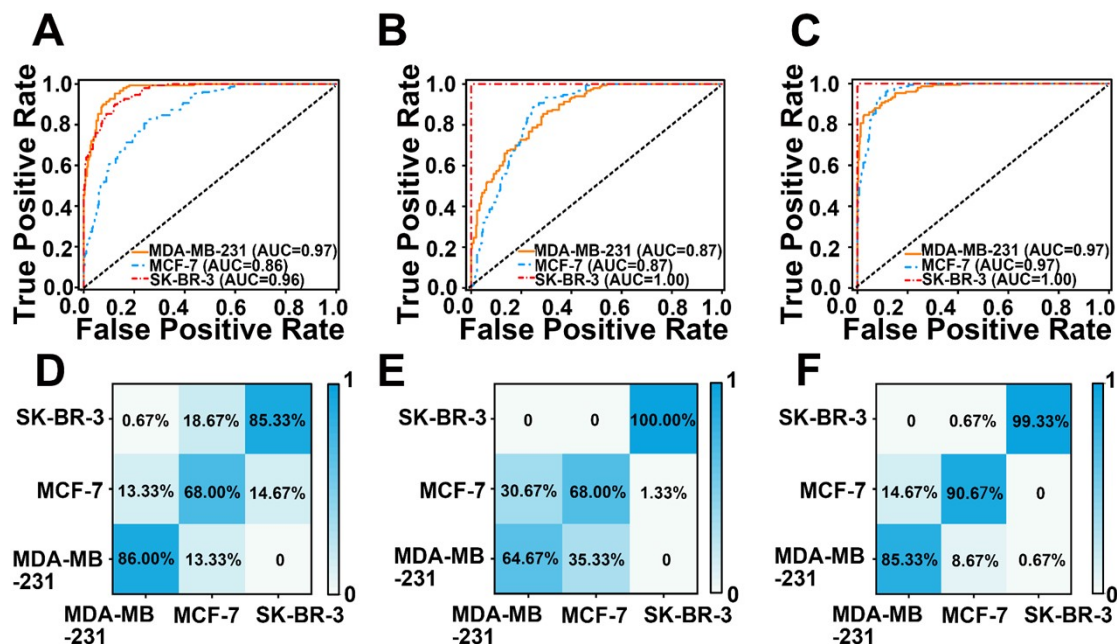 A
True Positive Rate
1.0
0.8
0.6
0.4
0.2
0.0
MDA-MB-231 (AUC=0.97)
MCF-7 (AUC=0.86)
SK-BR-3 (AUC=0.96)
0.0 0.2 0.4 0.6 0.8 1.0
False Positive Rate
B
True Positive Rate
1.0
0.8
0.6
0.4
0.2
0.0
MDA-MB-231 (AUC=0.87)
MCF-7 (AUC=0.87)
SK-BR-3 (AUC=1.00)
0.2 0.4 0.6 0.8 1.0
False Positive Rate
C
True Positive Rate
1.0
0.8
0.6
0.4
0.2
0.0
MDA-MB-231 (AUC=0.97)
MCF-7 (AUC=0.97)
SK-BR-3 (AUC=1.00)
0.0 0.2 0.4 0.6 0.8 1.0
False Positive Rate
D
SK-BR-3 0.67% 18.67% 85.33%
MCF-7 13.33% 68.00% 14.67%
MDA-MB
-231
86.00% 13.33% 0
MDA-MB
-231
MCF-7 SK-BR-3
1
0
E
SK-BR-3 0 0 100.00%
MCF-7 30.67% 68.00% 1.33%
MDA-MB
-231
64.67% 35.33% 0
MDA-MB
-231
MCF-7 SK-BR-3
1
0
F
SK-BR-3 0 0.67% 99.33%
MCF-7 14.67% 90.67% 0
MDA-MB
-231
85.33% 8.67% 0.67%
MDA-MB
-231
MCF-7 SK-BR-3
1
0